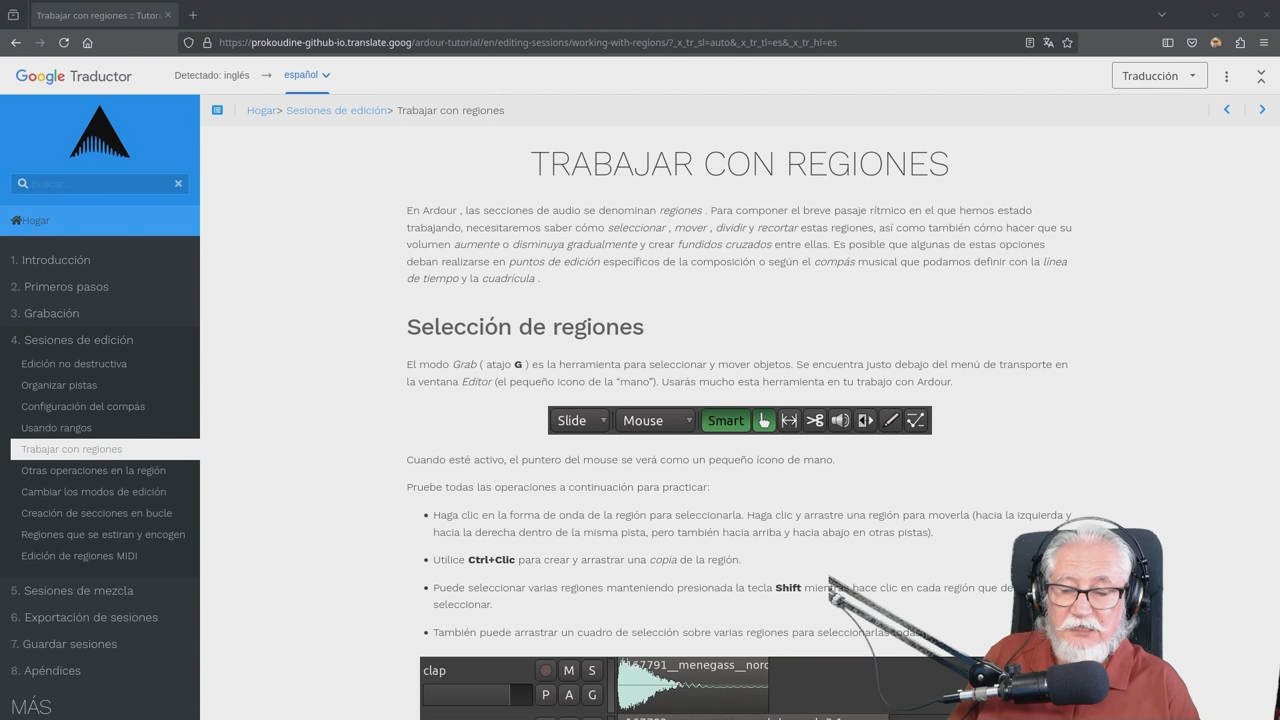 Trabajar con regiones :: Tutori
https://prokoudine-github-io.translate.goog/ardour-tutorial/en/editing-sessions/working-with-regions/?_x_tr_sl=auto&_x_tr_tl=es&_x_tr_hl=es
Google Traductor
Detectado: inglés
español
Traducción
Buscar...
Hogar
1. Introducción
2. Primeros pasos
3. Grabación
4. Sesiones de edición
Edición no destructiva
Organizar pistas
Configuración del compás
Usando rangos
Trabajar con regiones
Otras operaciones en la región
Cambiar los modos de edición
Creación de secciones en bucle
Regiones que se estiran y encogen
Edición de regiones MIDI
5. Sesiones de mezcla
6. Exportación de sesiones
7. Guardar sesiones
8. Apéndices
MÁS
Hogar> Sesiones de edición> Trabajar con regiones
TRABAJAR CON REGIONES
En Ardour , las secciones de audio se denominan regiones . Para componer el breve pasaje rítmico en el que hemos estado
trabajando, necesitaremos saber cómo seleccionar , mover , dividir y recortar estas regiones, así como también cómo hacer que su
volumen aumente o disminuya gradualmente y crear fundidos cruzados entre ellas. Es posible que algunas de estas opciones
deban realizarse en puntos de edición específicos de la composición o según el compás musical que podamos definir con la línea
de tiempo y la cuadrícula .
Selección de regiones
El modo Grab ( atajo G ) es la herramienta para seleccionar y mover objetos. Se encuentra justo debajo del menú de transporte en
la ventana Editor (el pequeño icono de la “mano”). Usarás mucho esta herramienta en tu trabajo con Ardour.
Slide Mouse Smart
Cuando esté activo, el puntero del mouse se verá como un pequeño ícono de mano.
Pruebe todas las operaciones a continuación para practicar:
Haga clic en la forma de onda de la región para seleccionarla. Haga clic y arrastre una región para moverla (hacia la izquierda y
hacia la derecha dentro de la misma pista, pero también hacia arriba y hacia abajo en otras pistas).
Utilice Ctrl+Clic para crear y arrastrar una copia de la región.
Puede seleccionar varias regiones manteniendo presionada la tecla Shift hace clic en cada región que
seleccionar.
También puede arrastrar un cuadro de selección sobre varias regiones para seleccionarlas
clap M S
P A G
167791__menegass__nord